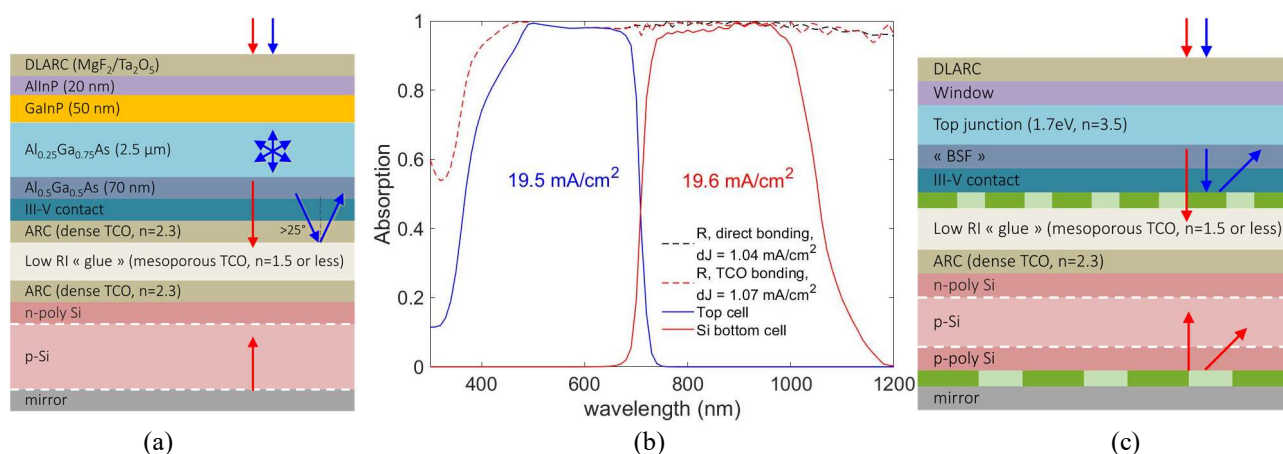 DLARC (MgF₂/Ta₂O₅)
AlInP (20 nm)
GaInP (50 nm)
Al₀.₂₅Ga₀.₇₅As (2.5 µm)
Al₀.₅Ga₀.₅As (70 nm)
III-V contact
ARC (dense TCO, n=2.3)
>25°
Low RI « glue » (mesoporous TCO, n=1.5 or less)
ARC (dense TCO, n=2.3)
n-poly Si
p-Si
mirror
(a)
Absorption
1
0.8
0.6
0.4
0.2
0
19.5 mA/cm²
19.6 mA/cm²
R, direct bonding,
dJ = 1.04 mA/cm²
R, TCO bonding,
dJ = 1.07 mA/cm²
Top cell
Si bottom cell
400
600
800
1000
1200
wavelength (nm)
(b)
DLARC
Window
Top junction (1.7eV, n=3.5)
« BSF »
III-V contact
Low RI « glue » (mesoporous TCO, n=1.5 or less)
ARC (dense TCO, n=2.3)
n-poly Si
p-Si
p-poly Si
mirror
(c)